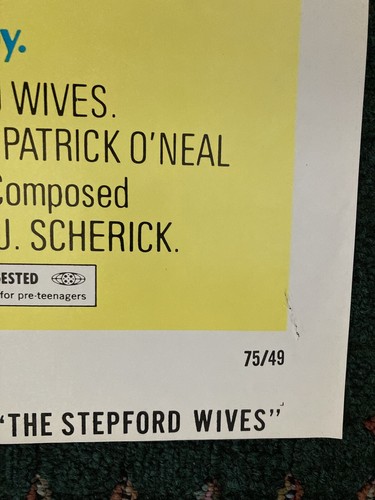 y.
WIVES.
PATRICK O'NEAL
Composed
J. SCHERICK.
ESTED
for pre-teenagers
75/49
"THE STEPFORD WIVES"